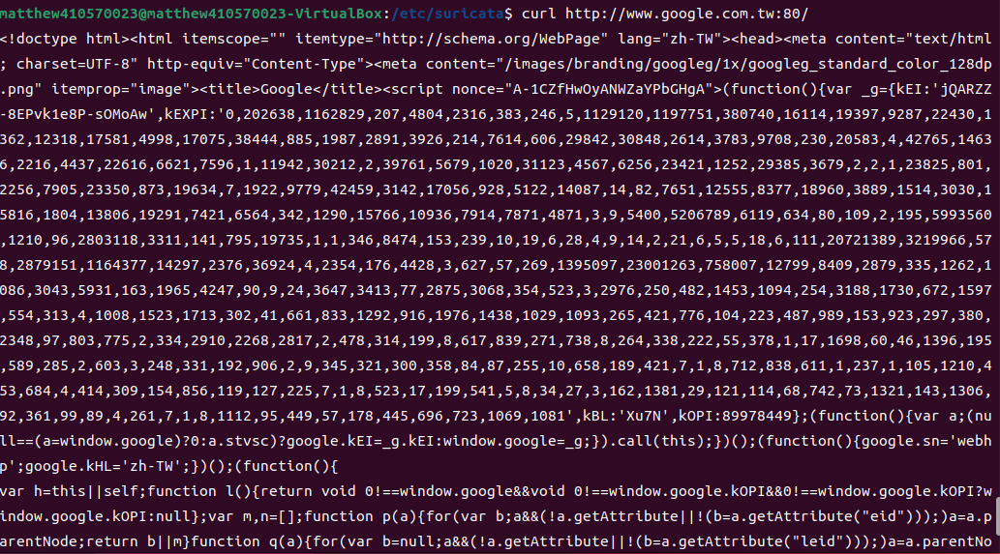 matthew410570023@matthew410570023-VirtualBox:/etc/suricata$ curl http://www.google.com.tw:80/
<!doctype html><html itemscope="" itemtype="http://schema.org/WebPage" lang="zh-TW"><head><meta content="text/html
; charset=UTF-8" http-equiv="Content-Type"><meta content="/images/branding/googleg/1x/googleg_standard_color_128dp
.png" itemprop="image"><title>Google</title><script nonce="A-1CZfHwOyANWZaYPbGHgA">(function(){var _g={kEI:'jQARZZ
-8EPvk1e8P-sOMoAw',kEXPI:'0,202638,1162829,207,4804,2316,383,246,5,1129120,1197751,380740,16114,19397,9287,22430,1
362,12318,17581,4998,17075,38444,885,1987,2891,3926,214,7614,606,29842,30848,2614,3783,9708,230,20583,4,42765,1463
6,2216,4437,22616,6621,7596,1,11942,30212,2,39761,5679,1020,31123,4567,6256,23421,1252,29385,3679,2,2,1,23825,801,
2256,7905,23350,873,19634,7,1922,9779,42459,3142,17056,928,5122,14087,14,82,7651,12555,8377,18960,3889,1514,3030,1
5816,1804,13806,19291,7421,6564,342,1290,15766,10936,7914,7871,4871,3,9,5400,5206789,6119,634,80,109,2,195,5993560
,1210,96,2803118,3311,141,795,19735,1,1,346,8474,153,239,10,19,6,28,4,9,14,2,21,6,5,5,18,6,111,20721389,3219966,57
8,2879151,1164377,14297,2376,36924,4,2354,176,4428,3,627,57,269,1395097,23001263,758007,12799,8409,2879,335,1262,1
086,3043,5931,163,1965,4247,90,9,24,3647,3413,77,2875,3068,354,523,3,2976,250,482,1453,1094,254,3188,1730,672,1597
,554,313,4,1008,1523,1713,302,41,661,833,1292,916,1976,1438,1029,1093,265,421,776,104,223,487,989,153,923,297,380,
2348,97,803,775,2,334,2910,2268,2817,2,478,314,199,8,617,839,271,738,8,264,338,222,55,378,1,17,1698,60,46,1396,195
,589,285,2,603,3,248,331,192,906,2,9,345,321,300,358,84,87,255,10,658,189,421,7,1,8,712,838,611,1,237,1,105,1210,4
53,684,4,414,309,154,856,119,127,225,7,1,8,523,17,199,541,5,8,34,27,3,162,1381,29,121,114,68,742,73,1321,143,1306,
92,361,99,89,4,261,7,1,8,1112,95,449,57,178,445,696,723,1069,1081',kBL:'Xu7N',kOPI:89978449};(function(){var a;(nu
ll==(a=window.google)?0:a.stvsc)?google.kEI=_g.kEI:window.google=_g;}).call(this);})();(function(){google.sn='webh
p';google.kHL='zh-TW';})();(function(){
var h=this||self;function l(){return void 0!==window.google&&void 0!==window.google.kOPI&&0!==window.google.kOPI?w
indow.google.kOPI:null};var m,n=[];function p(a){for(var b;a&&(!a.getAttribute||!(b=a.getAttribute("eid")));)a=a.p
arentNode;return b||m}function q(a){for(var b=null;a&&(!a.getAttribute||!(b=a.getAttribute("leid")));)a=a.parentNo